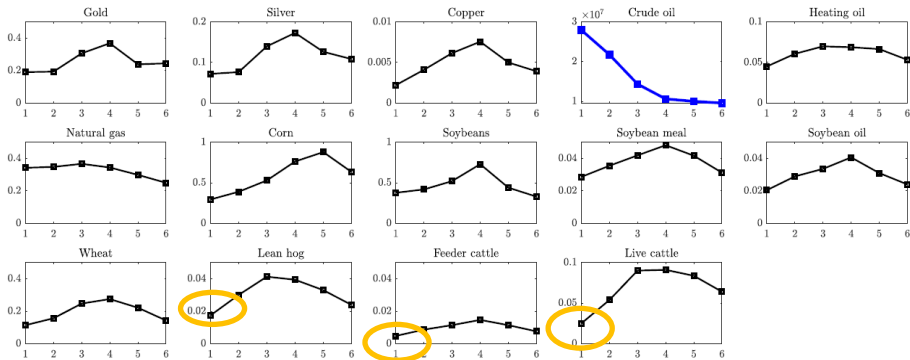 Gold Silver Copper Crude oil Heating oil
0.4 0.2 0.01 3 ×10⁷ 0.1
0.2 0.1 0.005 2 0.05
0 0 0 1 0
1 2 3 4 5 6 1 2 3 4 5 6 1 2 3 4 5 6 1 2 3 4 5 6 1 2 3 4 5 6
Natural gas Corn Soybeans Soybean meal Soybean oil
0.4 1 1 0.04 0.04
0.2 0.5 0.5 0.02 0.02
0 0 0 0 0
1 2 3 4 5 6 1 2 3 4 5 6 1 2 3 4 5 6 1 2 3 4 5 6 1 2 3 4 5 6
Wheat Lean hog Feeder cattle Live cattle
0.4 0.04 0.04 0.1
0.2 0.02 0.02 0.05
0 0 0 0
1 2 3 4 5 6 1 2 3 4 5 6 1 2 3 4 5 6 1 2 3 4 5 6